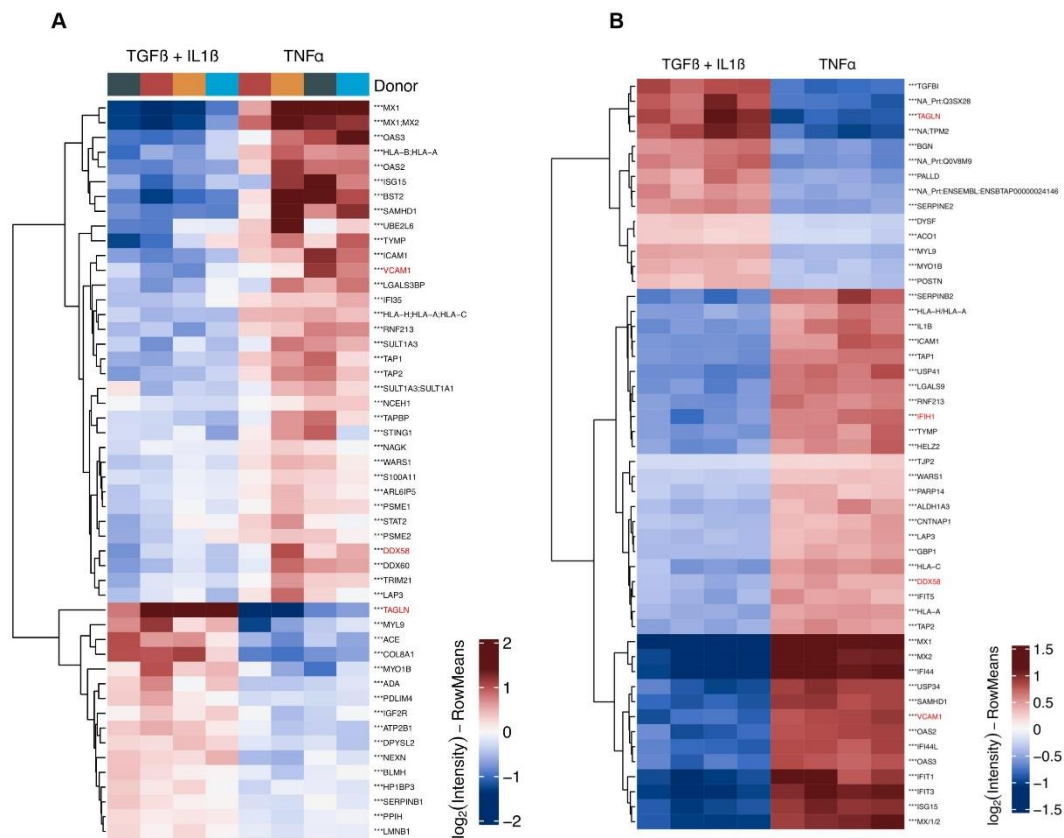 A
TGFß + IL1ß TNFα
Donor
***MX1
***MX1;MX2
***OAS3
***HLA-B;HLA-A
***OAS2
***ISG15
***BST2
***SAMHD1
***UBE2L6
***TYMP
***ICAM1
***VCAM1
***LGALS3BP
***IFI35
***HLA-H;HLA-A;HLA-C
***RNF213
***SULT1A3
***TAP1
***TAP2
***SULT1A3;SULT1A1
***NCEH1
***TAPBP
***STING1
***NAGK
***WARS1
***S100A11
***ARL6IP5
***PSME1
***STAT2
***PSME2
***DDX58
***DDX60
***TRIM21
***LAP3
***TAGLN
***MYL9
***ACE
***COL8A1
***MYO1B
***ADA
***PDLIM4
***IGF2R
***ATP2B1
***DPYSL2
***NEXN
***BLMH
***HP1BP3
***SERPINB1
***PPIH
***LMNB1
2
1
0
−1
−2
log2(Intensity) − RowMeans
B
TGFß + IL1ß TNFα
***TGFBI
***NA_Prt:Q3SX28
***TAGLN
***NA;TPM2
***BGN
***NA_Prt:Q0V8M9
***PALLD
***NA_Prt:ENSEMBL:ENSBTAP00000024146
***SERPINE2
***DYSF
***ACO1
***MYL9
***MYO1B
***POSTN
***SERPINB2
***HLA-H/HLA-A
***IL1B
***ICAM1
***TAP1
***USP41
***LGALS9
***RNF213
***IFIH1
***TYMP
***HELZ2
***TJP2
***WARS1
***PARP14
***ALDH1A3
***CNTNAP1
***LAP3
***GBP1
***HLA-C
***DDX58
***IFIT5
***HLA-A
***TAP2
***MX1
***MX2
***IFI44
***USP34
***SAMHD1
***VCAM1
***OAS2
***IFI44L
***OAS3
***IFIT1
***IFIT3
***ISG15
***MX/1/2
1.5
1
0.5
0
−0.5
−1
−1.5
log2(Intensity) − RowMeans